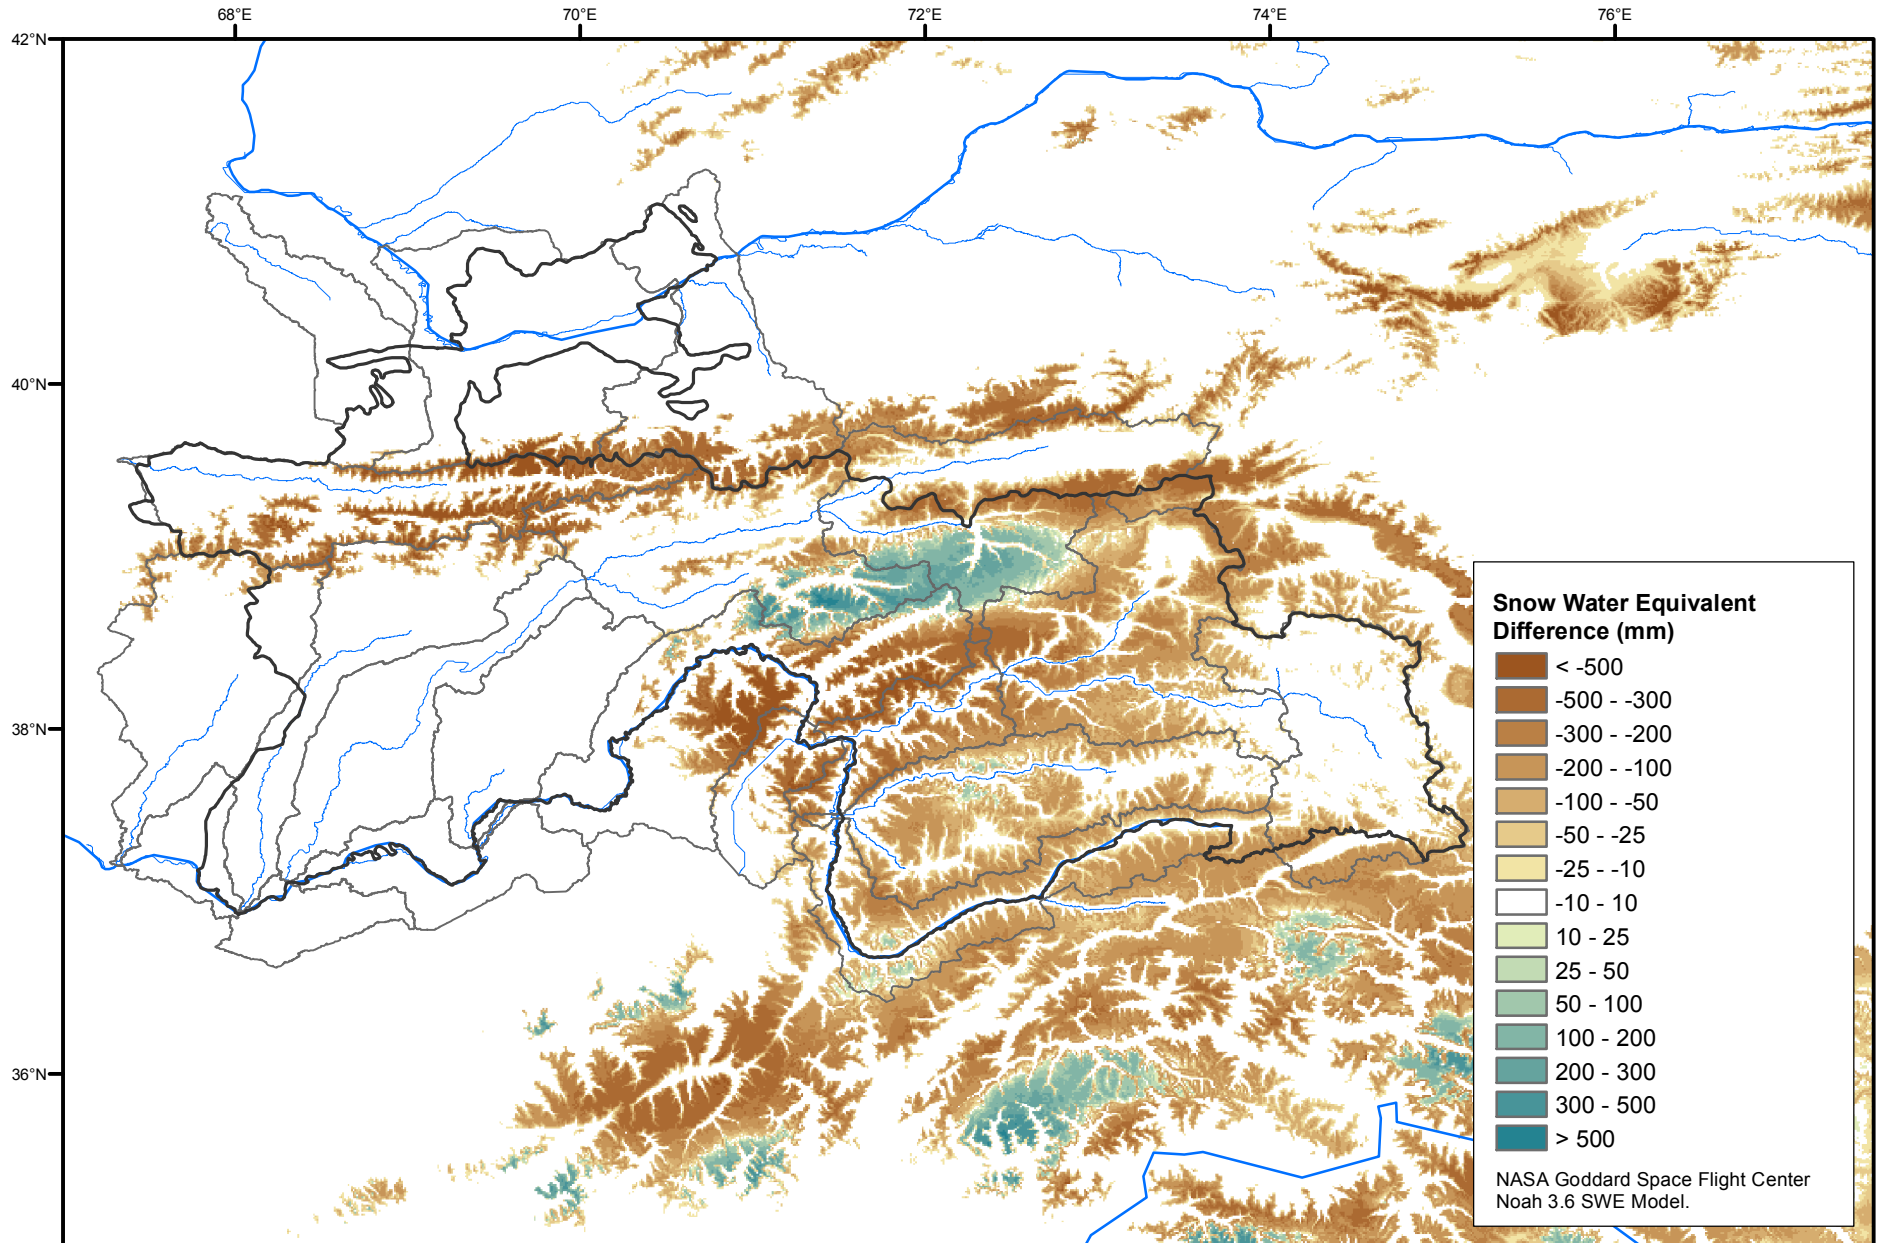 68°E 70°E 72°E 74°E 76°E
42°N
40°N
38°N
36°N
Snow Water Equivalent
Difference (mm)
< -500
-500 - -300
-300 - -200
-200 - -100
-100 - -50
-50 - -25
-25 - -10
-10 - 10
10 - 25
25 - 50
50 - 100
100 - 200
200 - 300
300 - 500
> 500
NASA Goddard Space Flight Center
Noah 3.6 SWE Model.